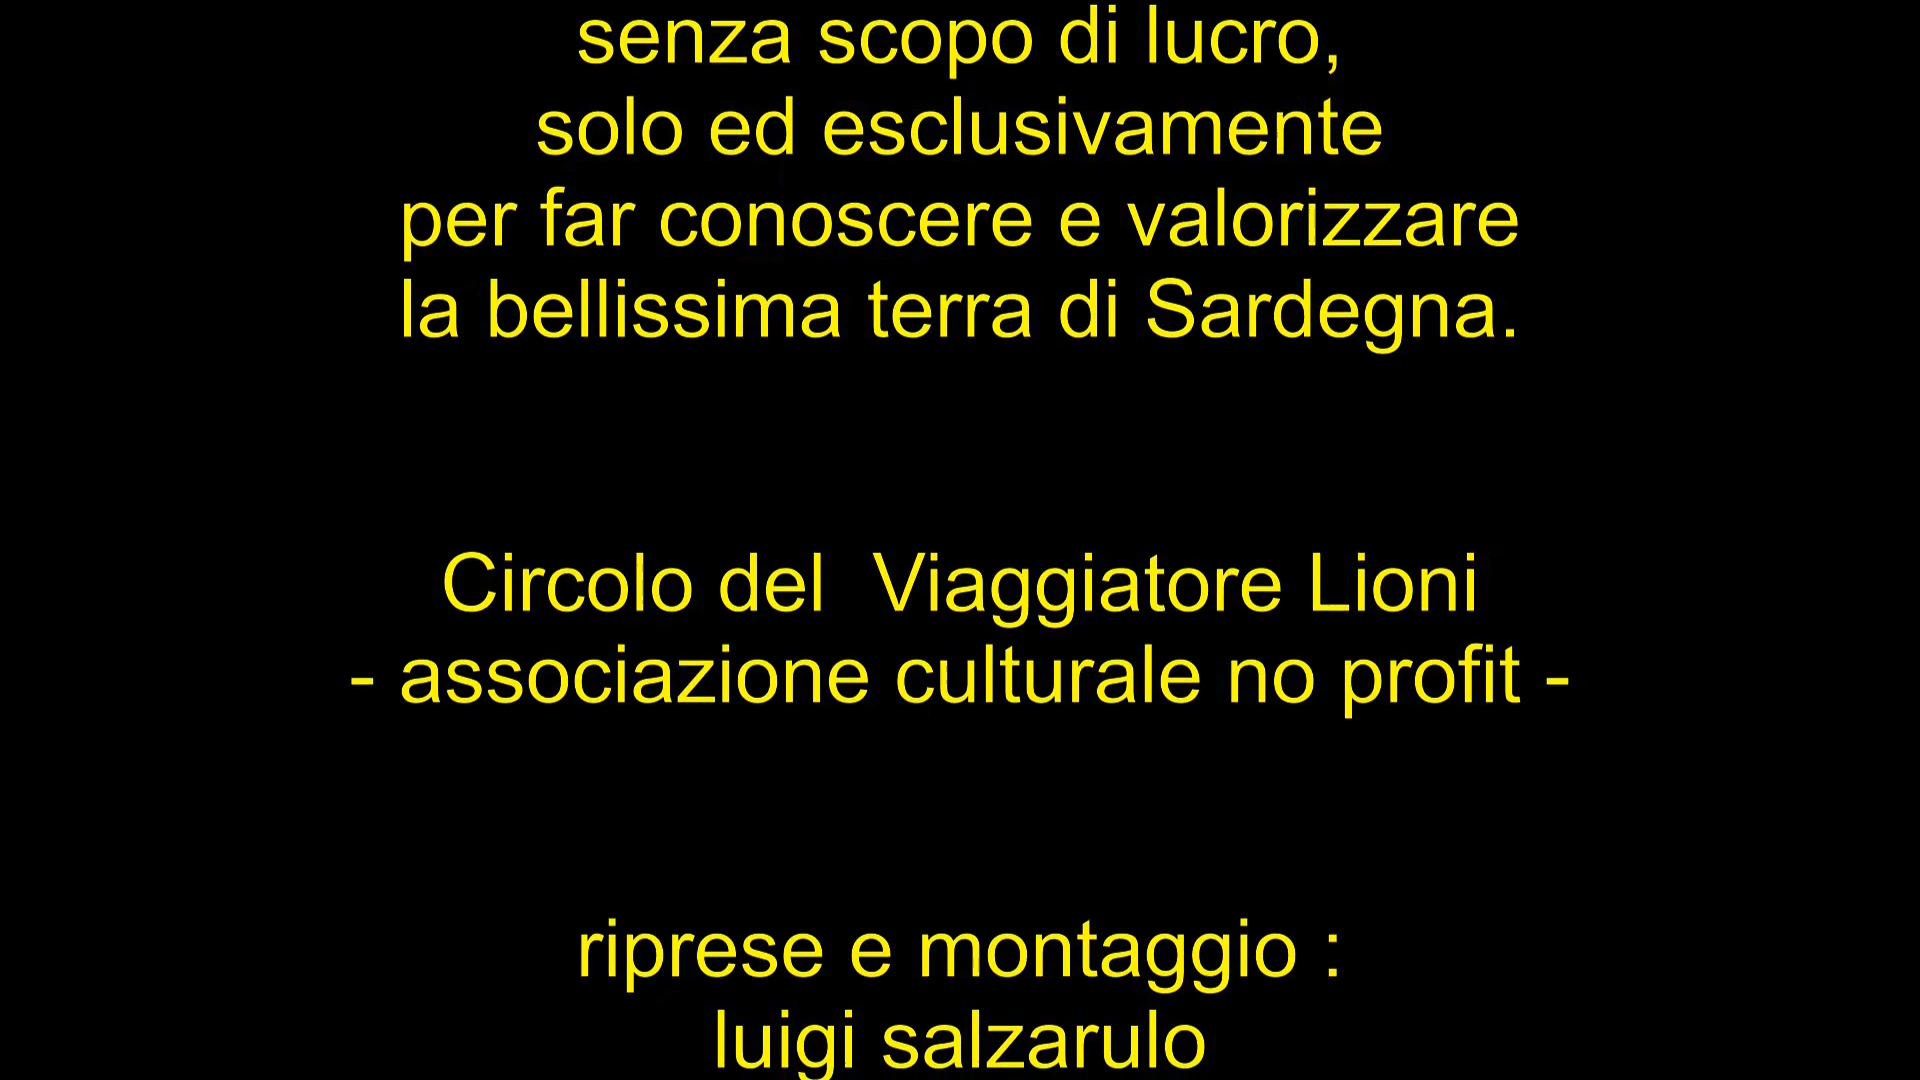 senza scopo di lucro,
solo ed esclusivamente
per far conoscere e valorizzare
la bellissima terra di Sardegna.
Circolo del  Viaggiatore Lioni
- associazione culturale no profit -
riprese e montaggio :
luigi salzarulo